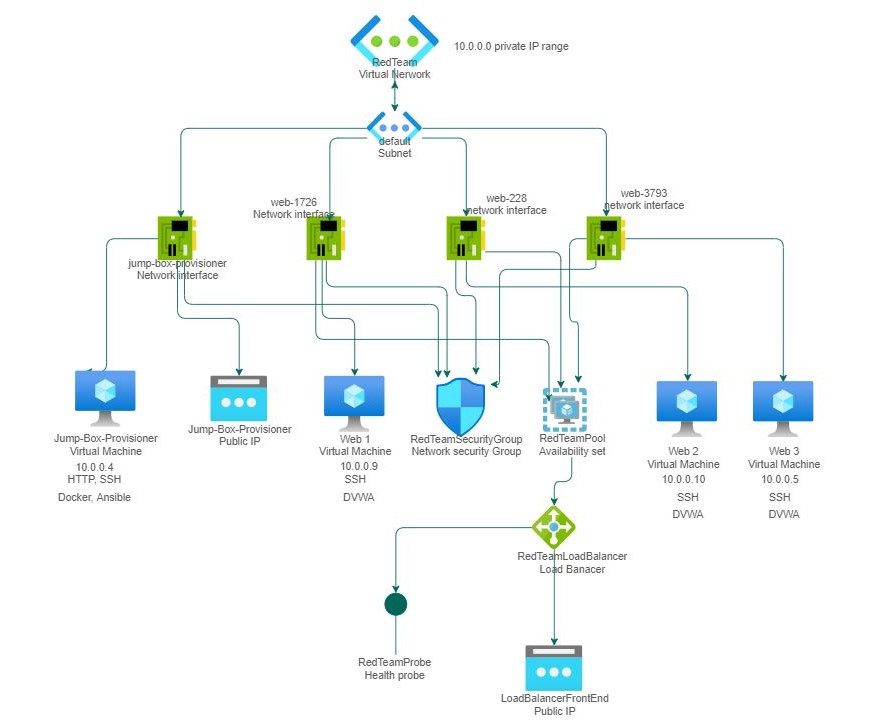 10.0.0.0 private IP range
RedTeam
Virtual Nerwork
default
Subnet
web-1726
Network interface
web-228
network interface
web-3793
network interface
jump-box-provisioner
Network interface
Jump-Box-Provisioner
Virtual Machine
10.0.0.4
HTTP, SSH
Docker, Ansible
Jump-Box-Provisioner
Public IP
Web 1
Virtual Machine
10.0.0.9
SSH
DVWA
RedTeamSecurityGroup
Network security Group
RedTeamPool
Availability set
Web 2
Virtual Machine
10.0.0.10
SSH
DVWA
Web 3
Virtual Machine
10.0.0.5
SSH
DVWA
RedTeamLoadBalancer
Load Banacer
RedTeamProbe
Health probe
LoadBalancerFrontEnd
Public IP